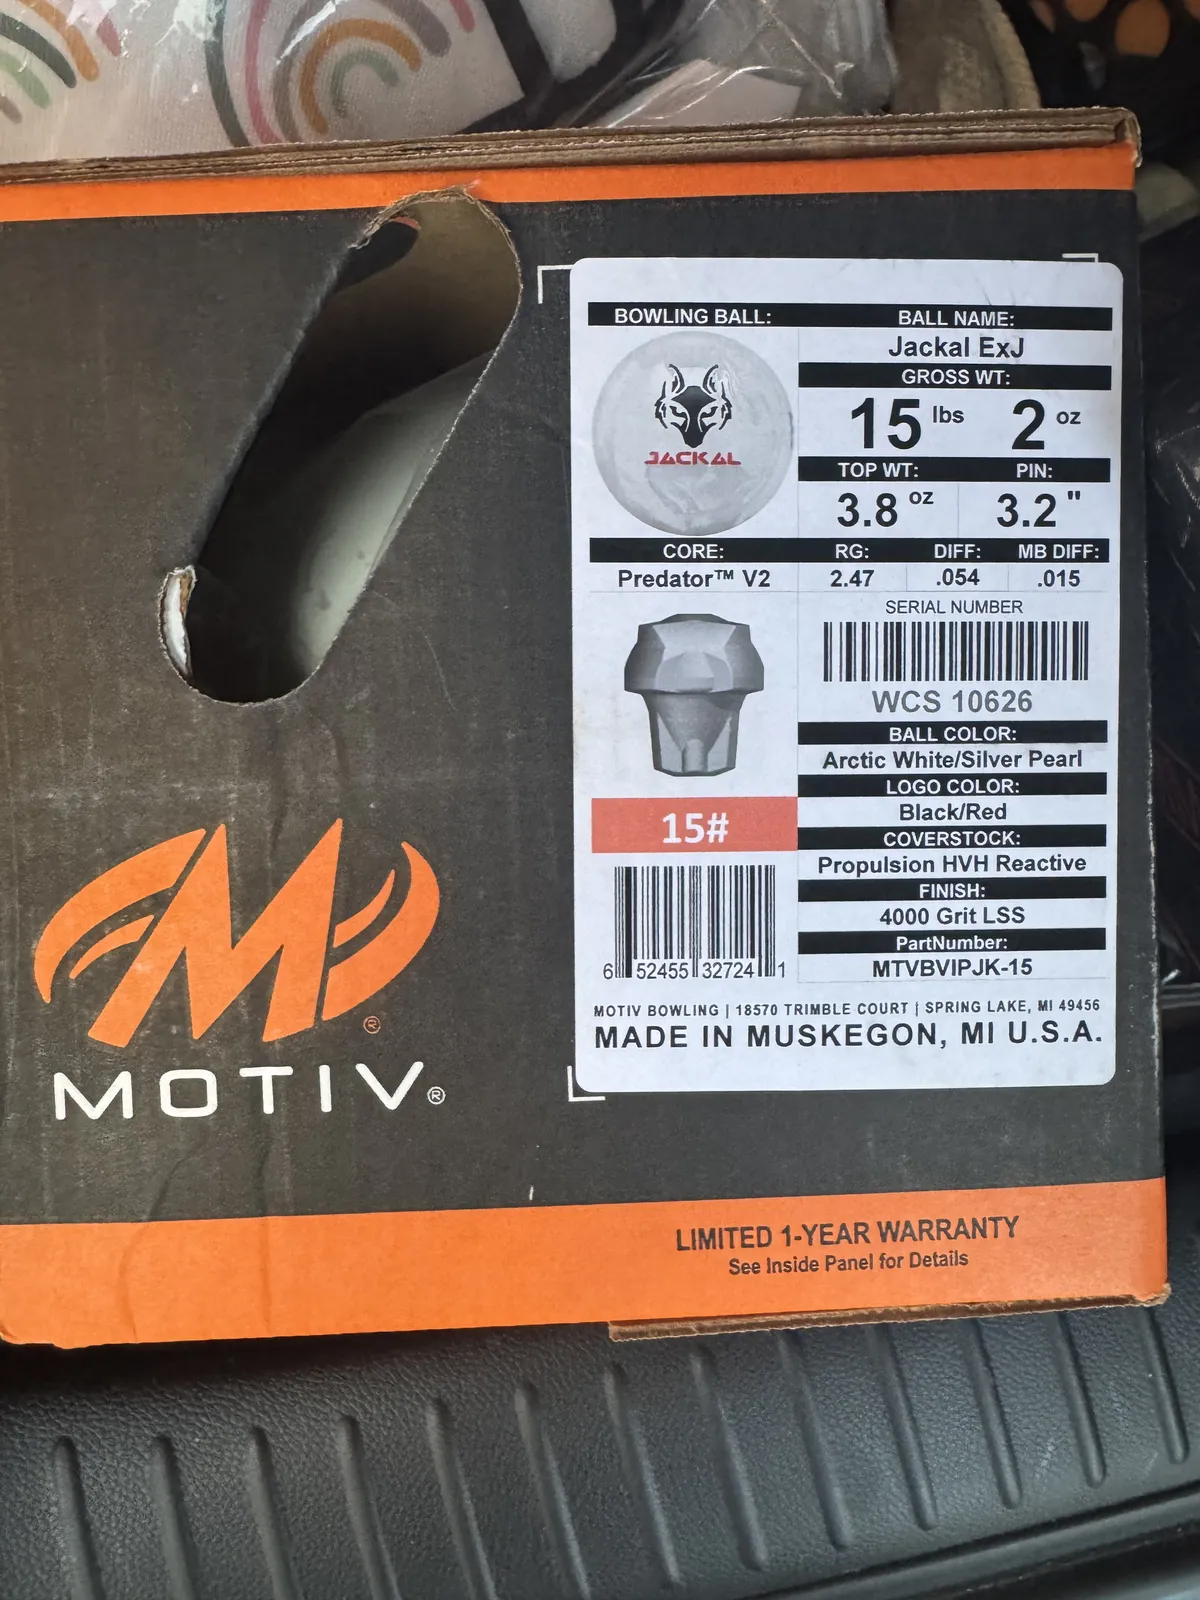 BOWLING BALL:
JACKAL
BALL NAME:
Jackal ExJ
GROSS WT:
15 lbs 2 oz
TOP WT: PIN:
3.8 oz 3.2"
CORE: RG: DIFF: MB DIFF:
Predator™ V2 2.47 .054 .015
SERIAL NUMBER
WCS 10626
BALL COLOR:
Arctic White/Silver Pearl
LOGO COLOR:
Black/Red
COVERSTOCK:
Propulsion HVH Reactive
FINISH:
4000 Grit LSS
PartNumber:
MTVBVIPJK-15
15#
6 52455 32724 1
MOTIV BOWLING | 18570 TRIMBLE COURT | SPRING LAKE, MI 49456
MADE IN MUSKEGON, MI U.S.A.
M®
MOTIV®
LIMITED 1-YEAR WARRANTY
See Inside Panel for Details